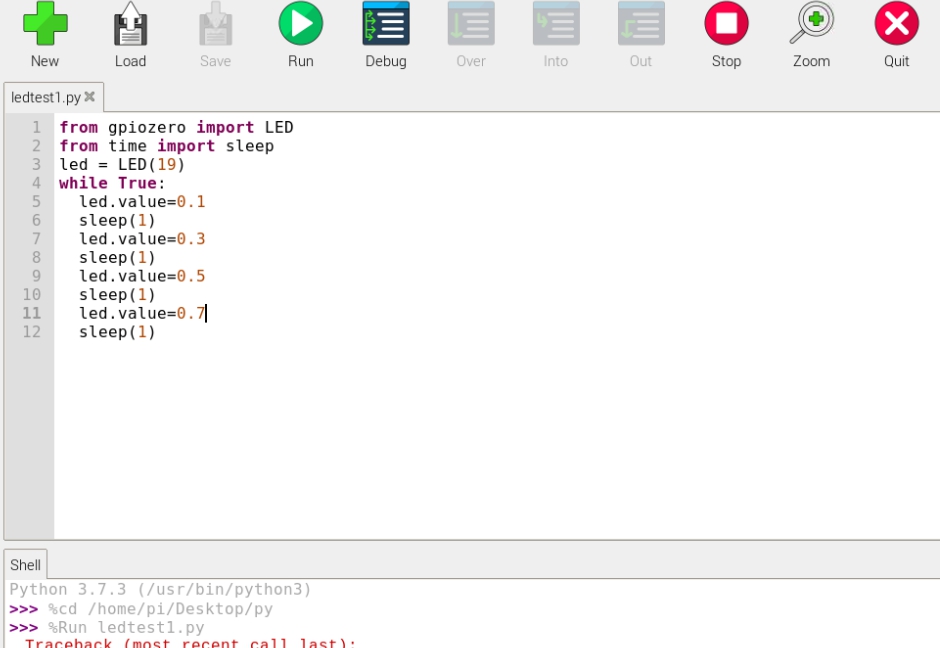 New Load Save Run Debug Over Into Out Stop Zoom Quit
ledtest1.py
1 from gpiozero import LED
2 from time import sleep
3 led = LED(19)
4 while True:
5   led.value=0.1
6   sleep(1)
7   led.value=0.3
8   sleep(1)
9   led.value=0.5
10   sleep(1)
11   led.value=0.7
12   sleep(1)
Shell
Python 3.7.3 (/usr/bin/python3)
>>> %cd /home/pi/Desktop/py
>>> %Run ledtest1.py
Traceback (most recent call last):